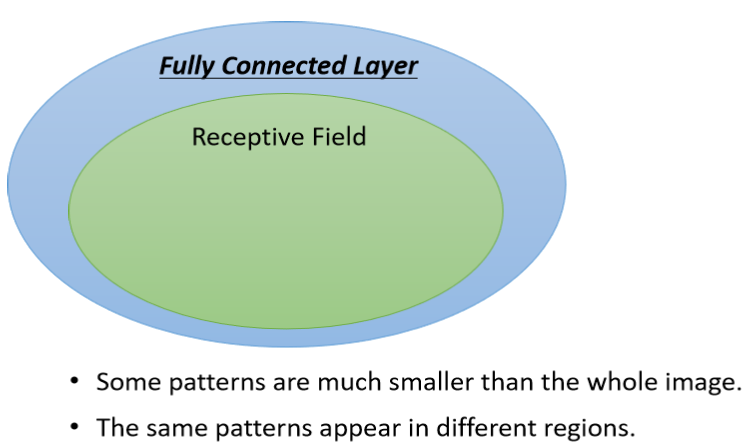 Fully Connected Layer
Receptive Field
• Some patterns are much smaller than the whole image.
• The same patterns appear in different regions.